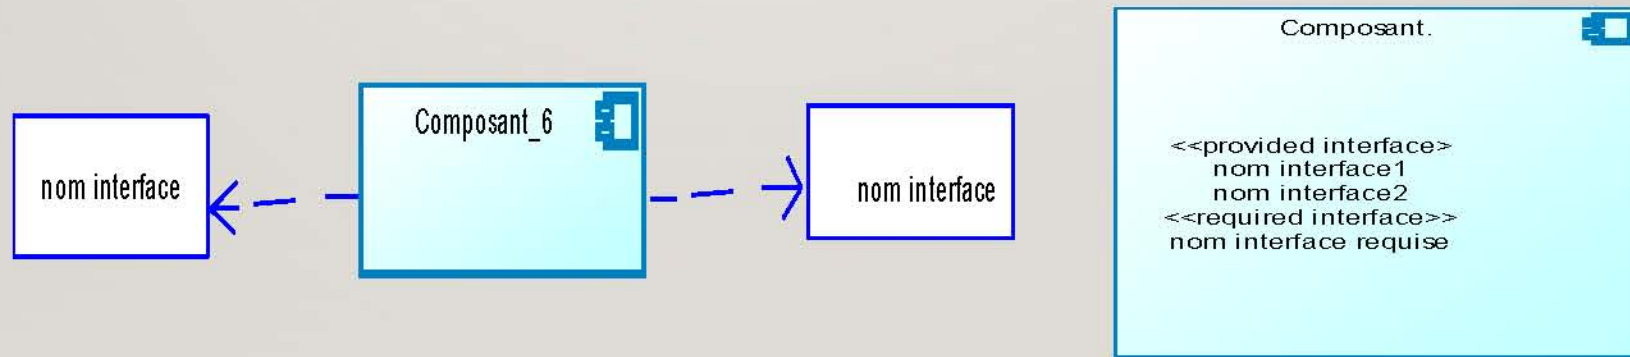 nom interface
Composant_6
nom interface
Composant.
<<provided interface>
nom interface1
nom interface2
<<required interface>>
nom interface requise